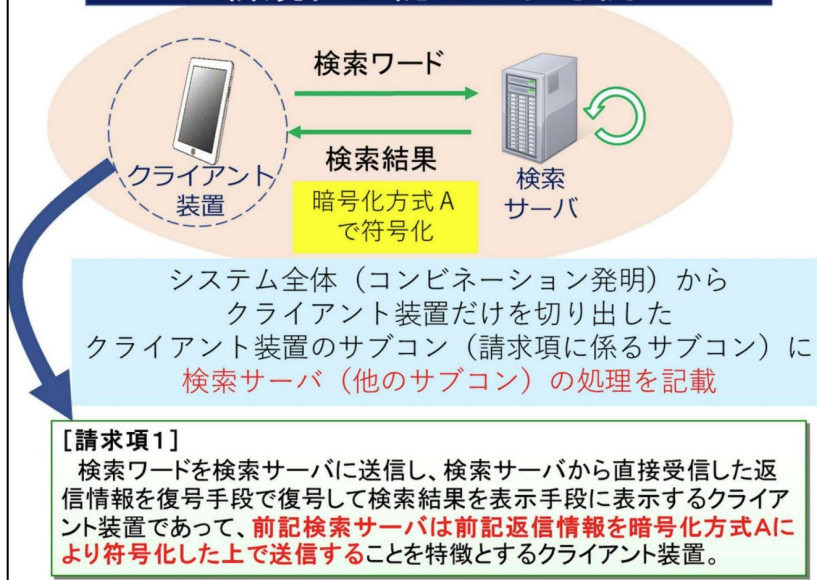 検索ワード
検索結果
暗号化方式A
で符号化
クライアント
装置
検索
サーバ
システム全体(コンビネーション発明)から
クライアント装置だけを切り出した
クライアント装置のサブコン(請求項に係るサブコン)に
検索サーバ(他のサブコン)の処理を記載
[請求項1]
検索ワードを検索サーバに送信し、検索サーバから直接受信した返
信情報を復号手段で復号して検索結果を表示手段に表示するクライア
ント装置であって、前記検索サーバは前記返信情報を暗号化方式Aに
より符号化した上で送信することを特徴とするクライアント装置。